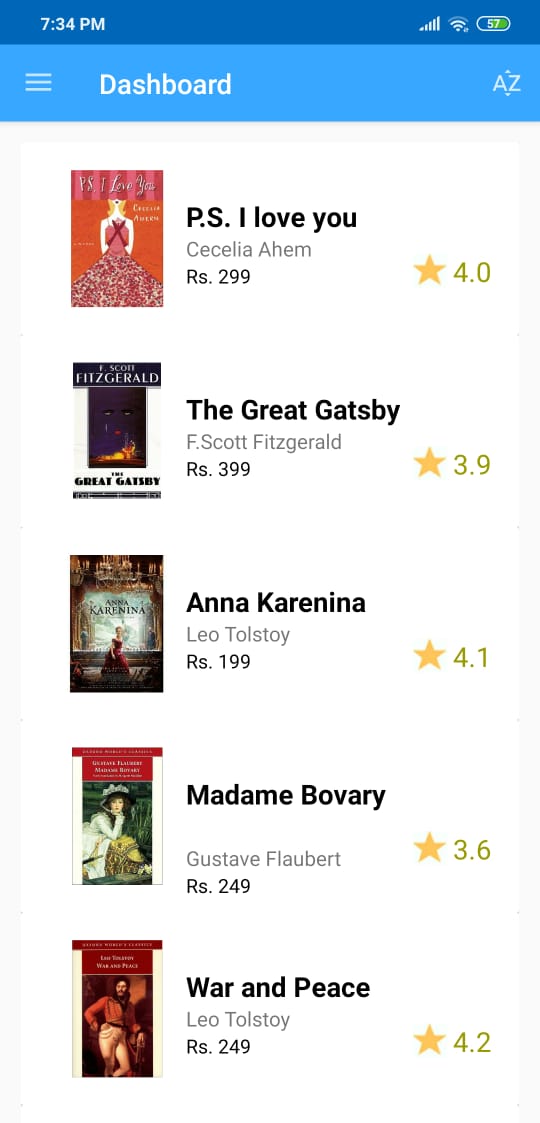 7:34 PM
57
Dashboard
AZ
P.S. I Love You
CECELIA
AHERN
P.S. I love you
Cecelia Ahem
Rs. 299
4.0
F. SCOTT
FITZGERALD
THE
GREAT GATSBY
The Great Gatsby
F.Scott Fitzgerald
Rs. 399
3.9
ANNA
KARENINA
Anna Karenina
Leo Tolstoy
Rs. 199
4.1
OXFORD WORLD'S CLASSICS
GUSTAVE FLAUBERT
MADAME BOVARY
Madame Bovary
Gustave Flaubert
Rs. 249
3.6
OXFORD WORLD'S CLASSICS
LEO TOLSTOY
WAR AND PEACE
War and Peace
Leo Tolstoy
Rs. 249
4.2